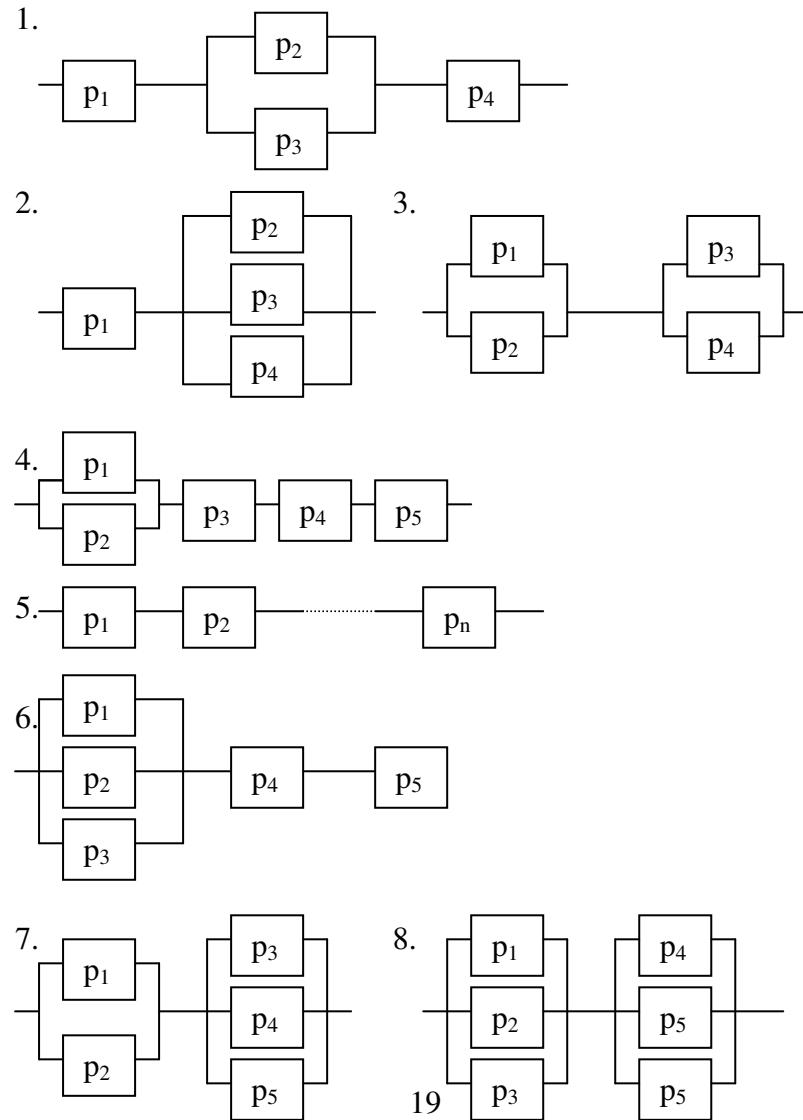 1.
p₂
p₁ p₄
p₃
2. 3.
p₂ p₁ p₃
p₁ p₃ p₂ p₄
p₄
4. p₁
p₃ p₄ p₅
p₂
5. p₁ p₂ pₙ
6. p₁
p₂ p₄ p₅
p₃
7. 8.
p₁ p₃ p₁ p₄
p₄ p₂ p₅
p₂ p₅ p₃ p₅
19